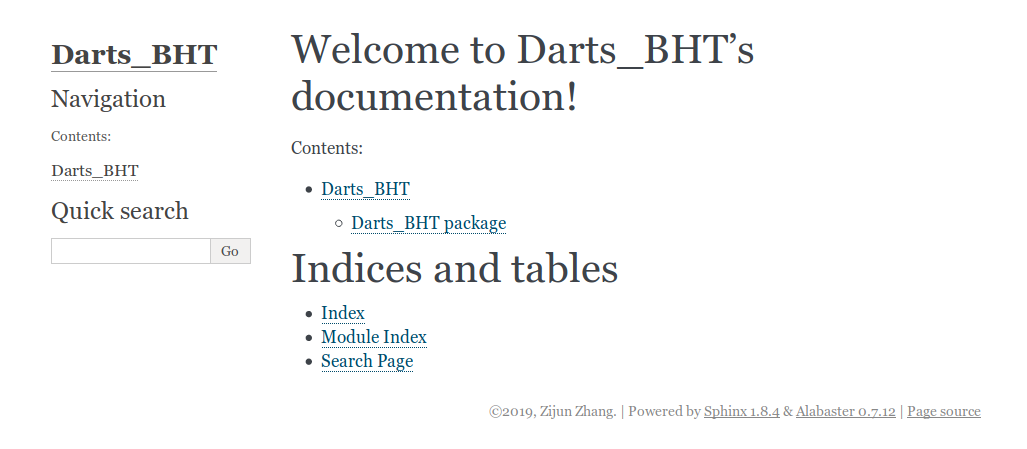 Darts_BHT
Navigation
Contents:
Darts_BHT
Quick search
Go
Welcome to Darts_BHT’s
documentation!
Contents:
Darts_BHT
Darts_BHT package
Indices and tables
Index
Module Index
Search Page
©2019, Zijun Zhang. | Powered by Sphinx 1.8.4 & Alabaster 0.7.12 | Page source